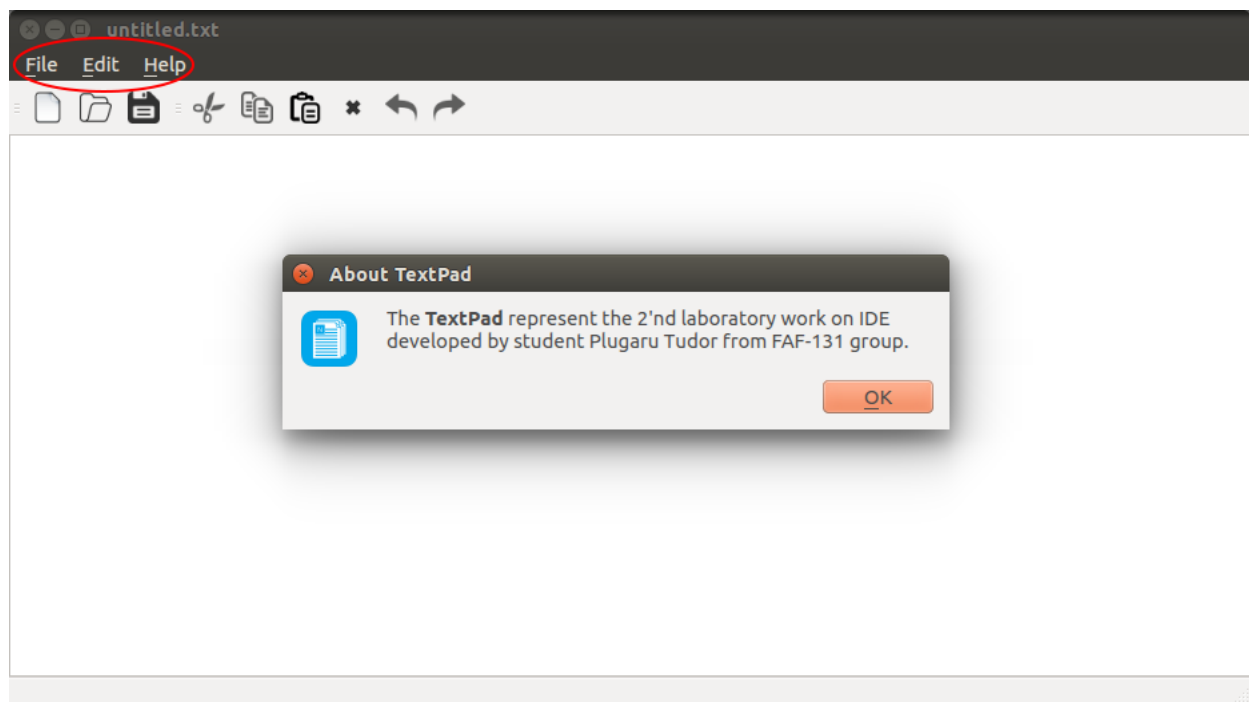 untitled.txt
File Edit Help
About TextPad
The TextPad represent the 2'nd laboratory work on IDE
developed by student Plugaru Tudor from FAF-131 group.
OK